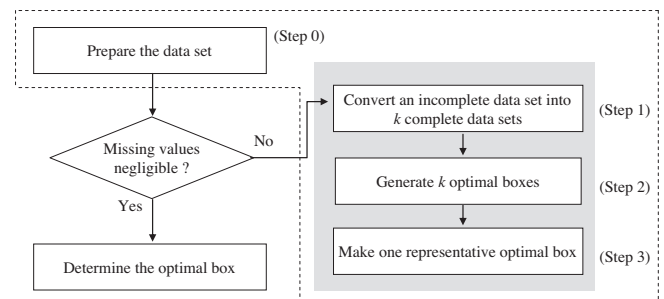 Prepare the data set
(Step 0)
Missing values
negligible ?
No
Yes
Determine the optimal box
Convert an incomplete data set into
k complete data sets
(Step 1)
Generate k optimal boxes
(Step 2)
Make one representative optimal box
(Step 3)